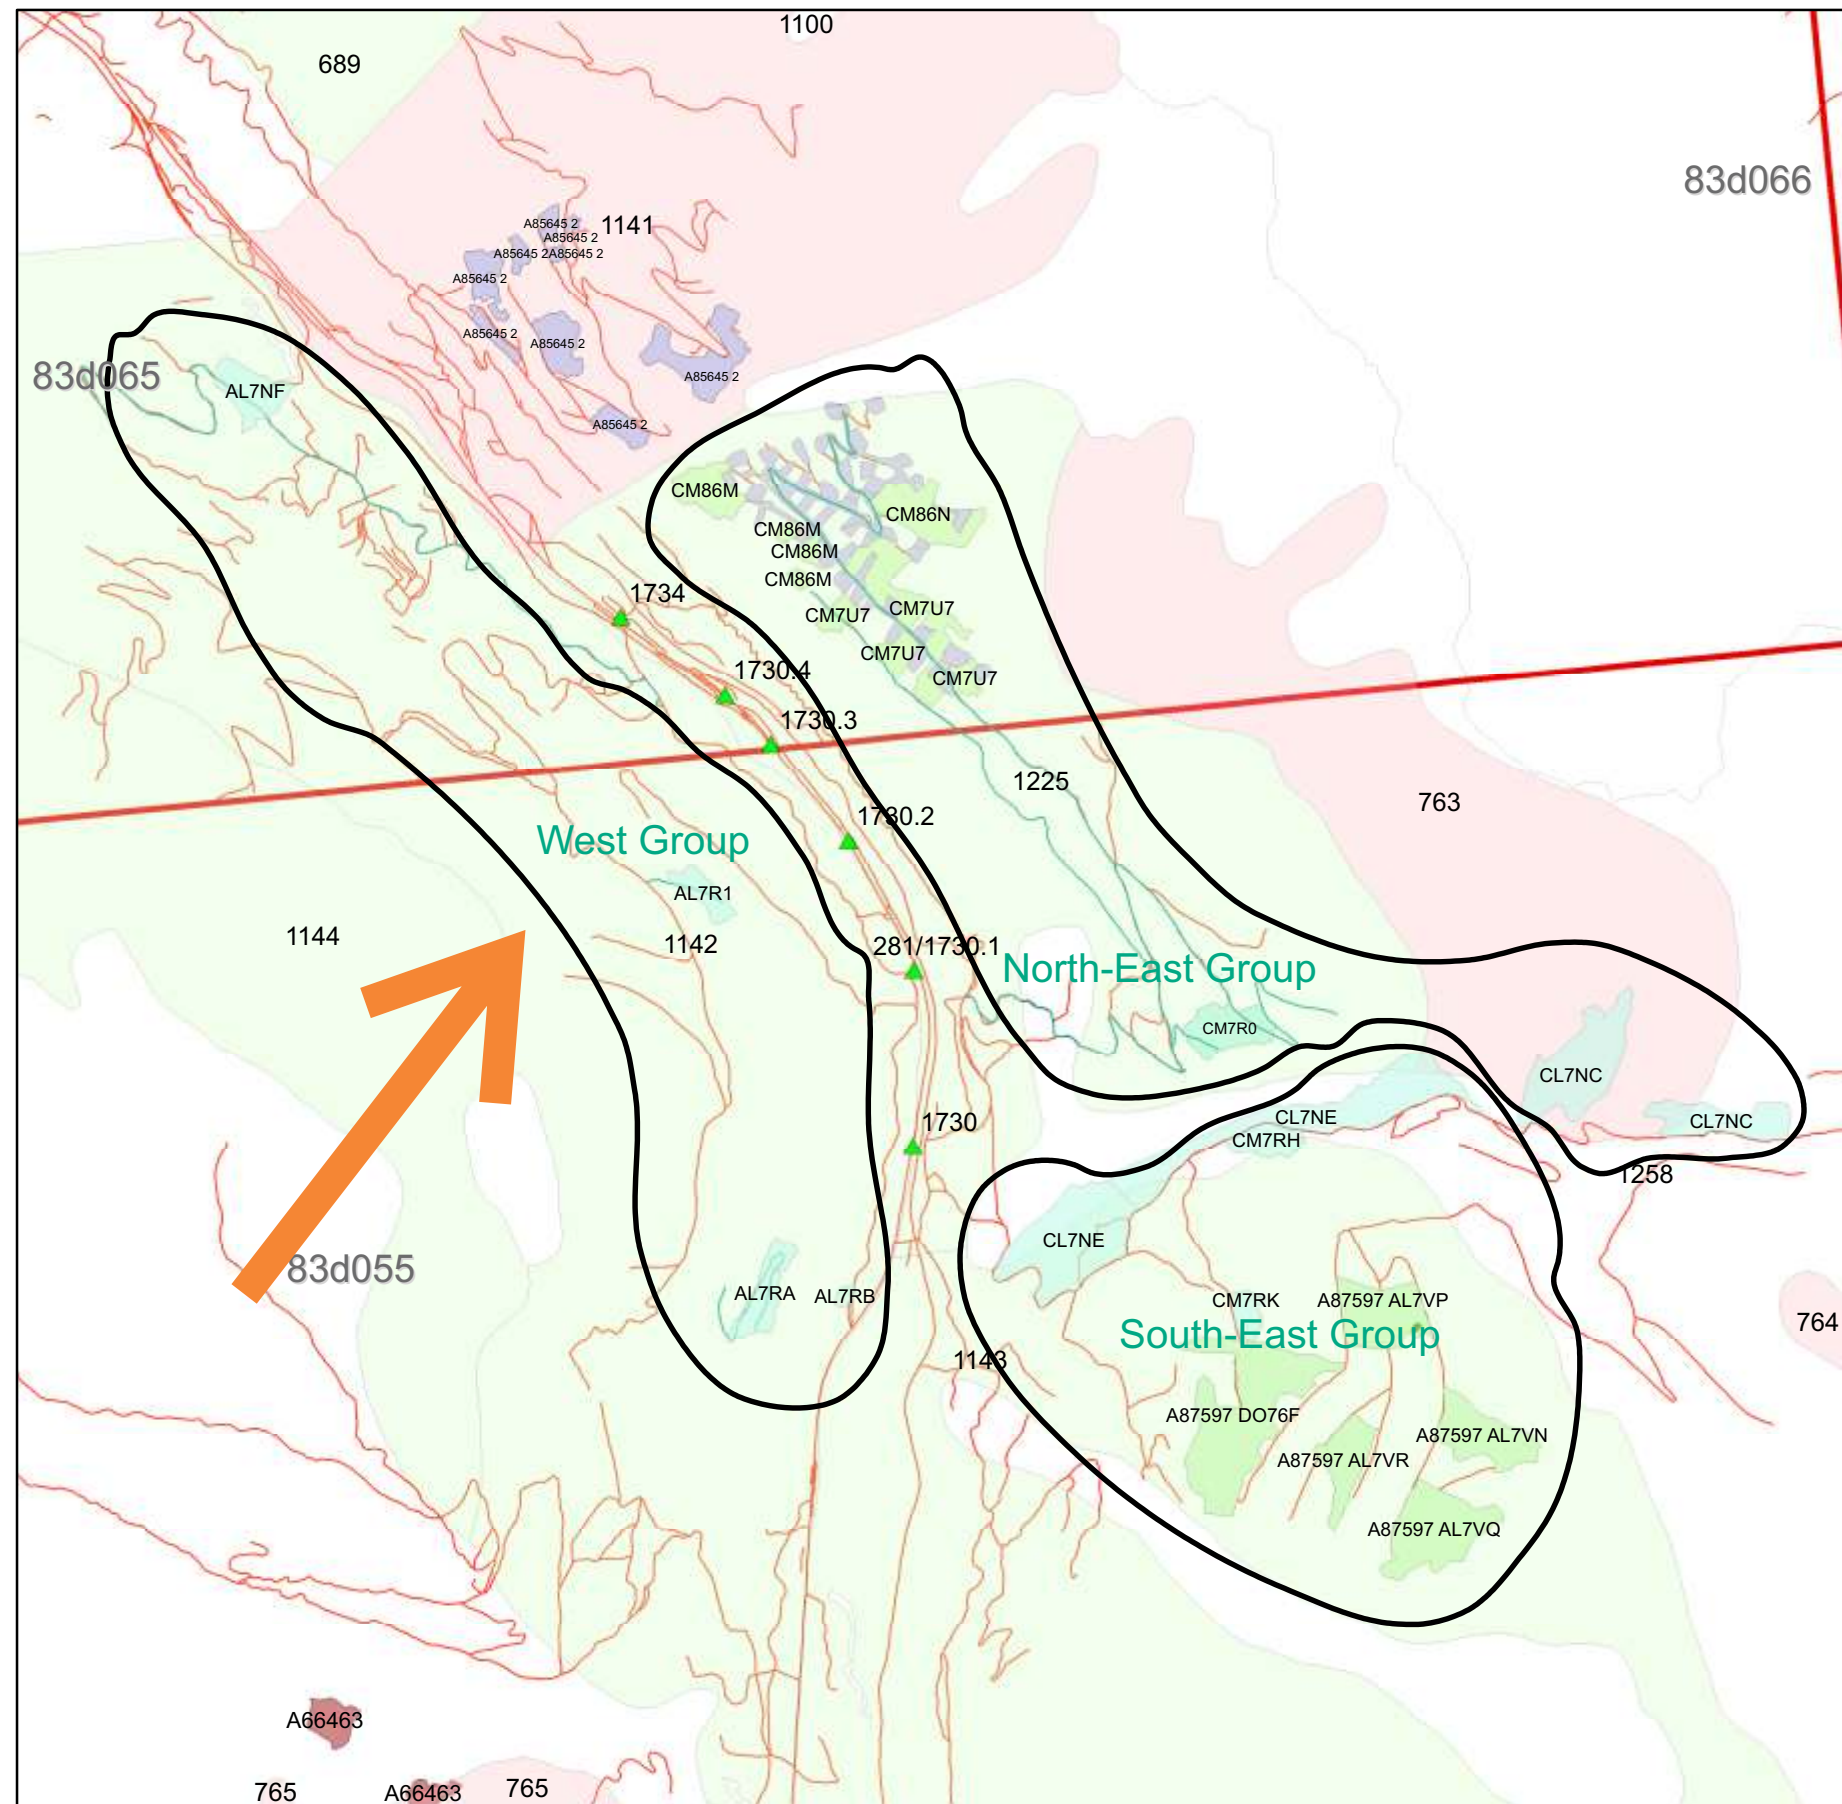 1100
689
83d066
A85645 2
1141
A85645 2
A85645 2A85645 2
A85645 2
A85645 2
A85645 2
83d065
A85645 2
AL7NF
A85645 2
CM86M
CM86N
CM86M
CM86M
CM86M
1734
CM7U7
CM7U7
CM7U7
1730.4
CM7U7
1730.3
1225
763
1730.2
West Group
AL7R1
1144
1142
281/1730.1
North-East Group
CM7R0
CL7NC
CL7NE
1730
CL7NC
CM7RH
1258
CL7NE
83d055
AL7RA
AL7RB
CM7RK
A87597 AL7VP
764
South-East Group
1143
A87597 DO76F
A87597 AL7VN
A87597 AL7VR
A87597 AL7VQ
A66463
765
A66463
765